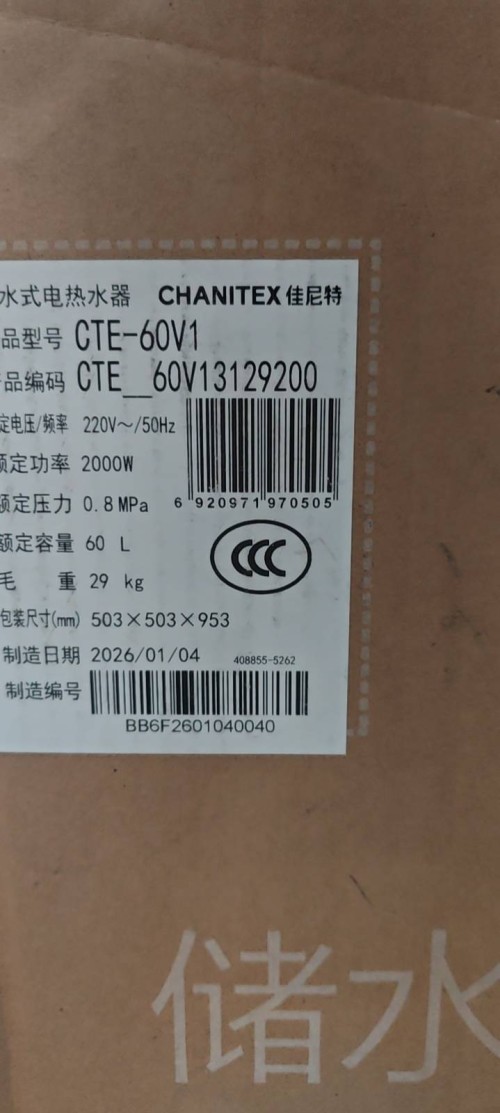 水式电热水器 CHANITEX 佳尼特
品型号 CTE-60V1
品编码 CTE__60V13129200
定电压/频率 220V～/50Hz
额定功率 2000W
6 920971 970505
额定压力 0.8MPa
额定容量 60 L
CCC
毛 重 29 kg
包装尺寸(mm) 503×503×953
制造日期 2026/01/04 408855-5262
制造编号
BB6F2601040040
储水